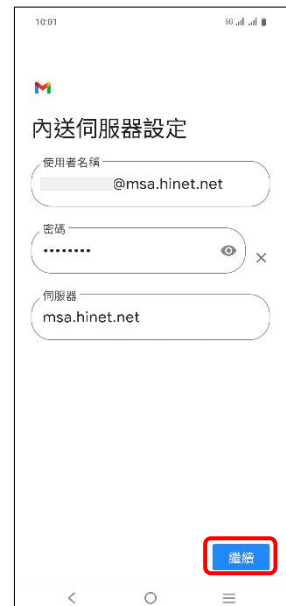 10:01
5G
內送伺服器設定
使用者名稱
@msa.hinet.net
密碼
••••••••
伺服器
msa.hinet.net
繼續